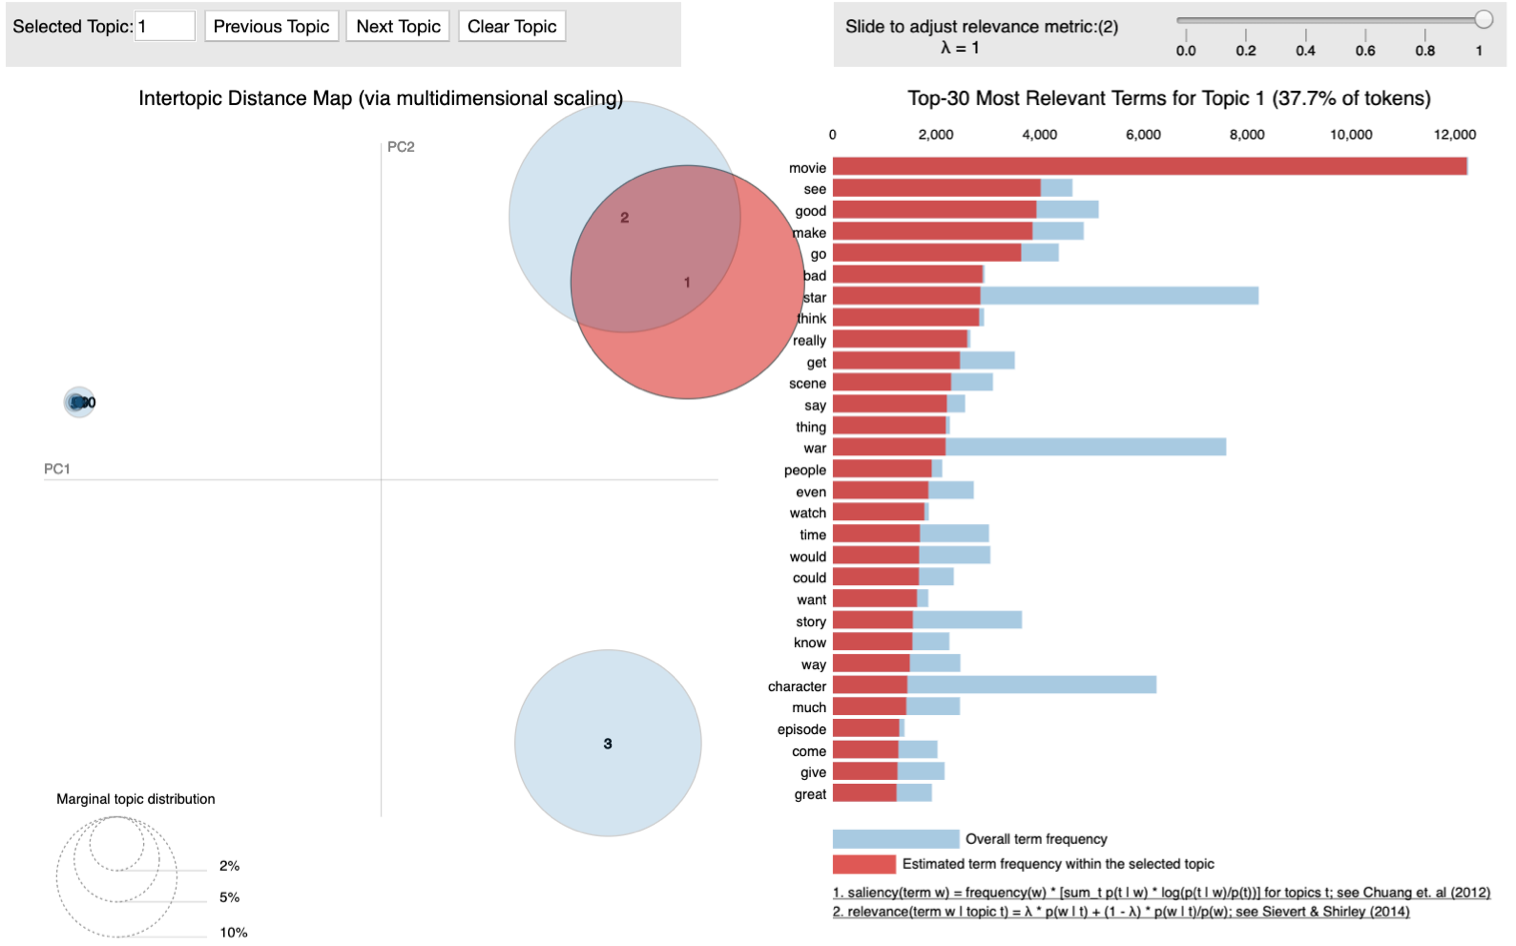 Selected Topic: 1 Previous Topic Next Topic Clear Topic
Slide to adjust relevance metric:(2)
λ = 1
0.0 0.2 0.4 0.6 0.8 1
Intertopic Distance Map (via multidimensional scaling)
PC2
PC1
2
1
3
Marginal topic distribution
2%
5%
10%
Top-30 Most Relevant Terms for Topic 1 (37.7% of tokens)
0 2,000 4,000 6,000 8,000 10,000 12,000
movie
see
good
make
go
bad
star
think
really
get
scene
say
thing
war
people
even
watch
time
would
could
want
story
know
way
character
much
episode
come
give
great
Overall term frequency
Estimated term frequency within the selected topic
1. saliency(term w) = frequency(w) * [sum_t p(t | w) * log(p(t | w)/p(t))] for topics t; see Chuang et. al (2012)
2. relevance(term w | topic t) = λ * p(w | t) + (1 - λ) * p(w | t)/p(w); see Sievert & Shirley (2014)